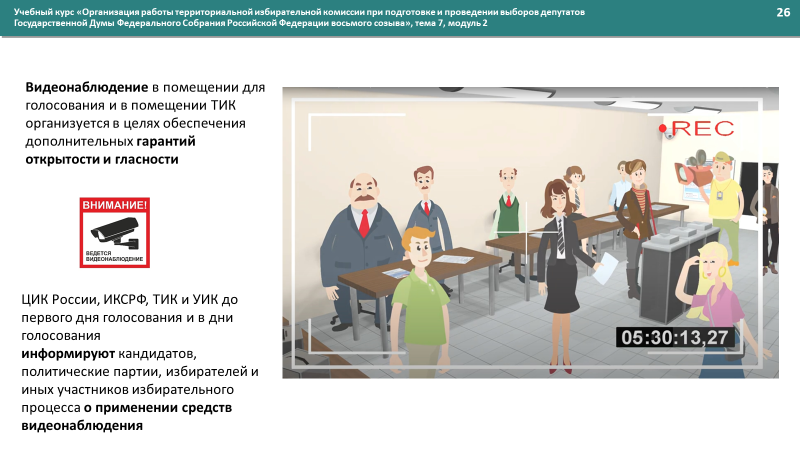 Учебный курс «Организация работы территориальной избирательной комиссии при подготовке и проведении выборов депутатов
Государственной Думы Федерального Собрания Российской Федерации восьмого созыва», тема 7, модуль 2
26
Видеонаблюдение в помещении для
голосования и в помещении ТИК
организуется в целях обеспечения
дополнительных гарантий
открытости и гласности
ВНИМАНИЕ!
ВЕДЕТСЯ
ВИДЕОНАБЛЮДЕНИЕ
ЦИК России, ИКСРФ, ТИК и УИК до
первого дня голосования и в дни
голосования
информируют кандидатов,
политические партии, избирателей и
иных участников избирательного
процесса о применении средств
видеонаблюдения
REC
05:30:13,27